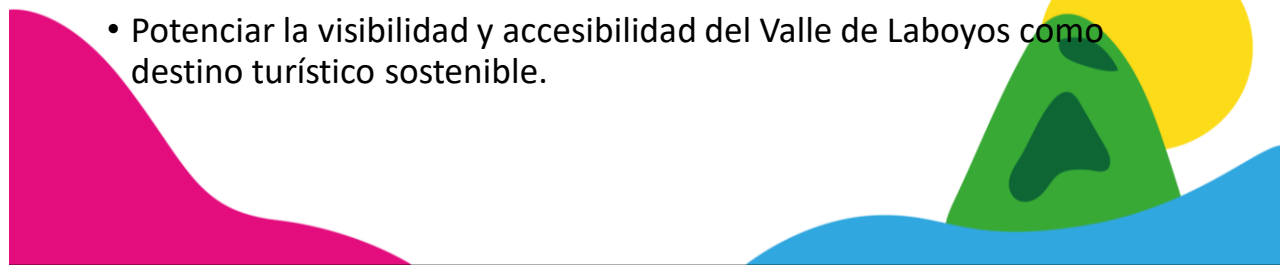 • Potenciar la visibilidad y accesibilidad del Valle de Laboyos como
destino turístico sostenible.